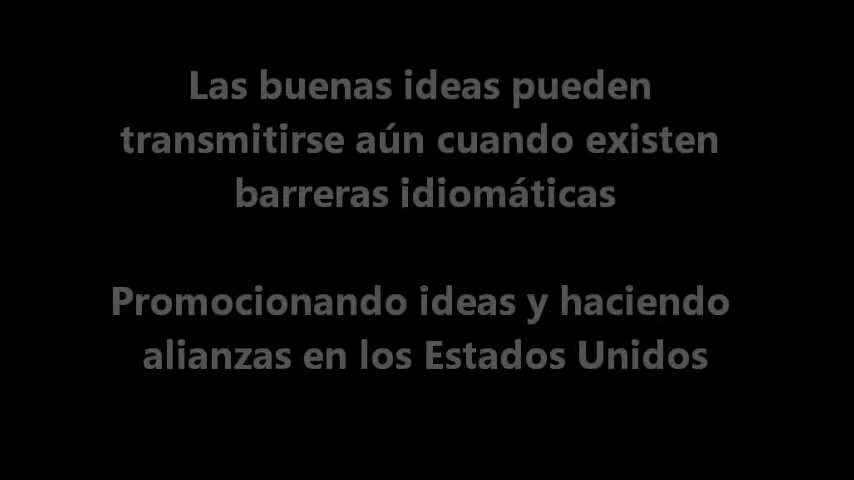 Las buenas ideas pueden
transmitirse aún cuando existen
barreras idiomáticas
Promocionando ideas y haciendo
alianzas en los Estados Unidos